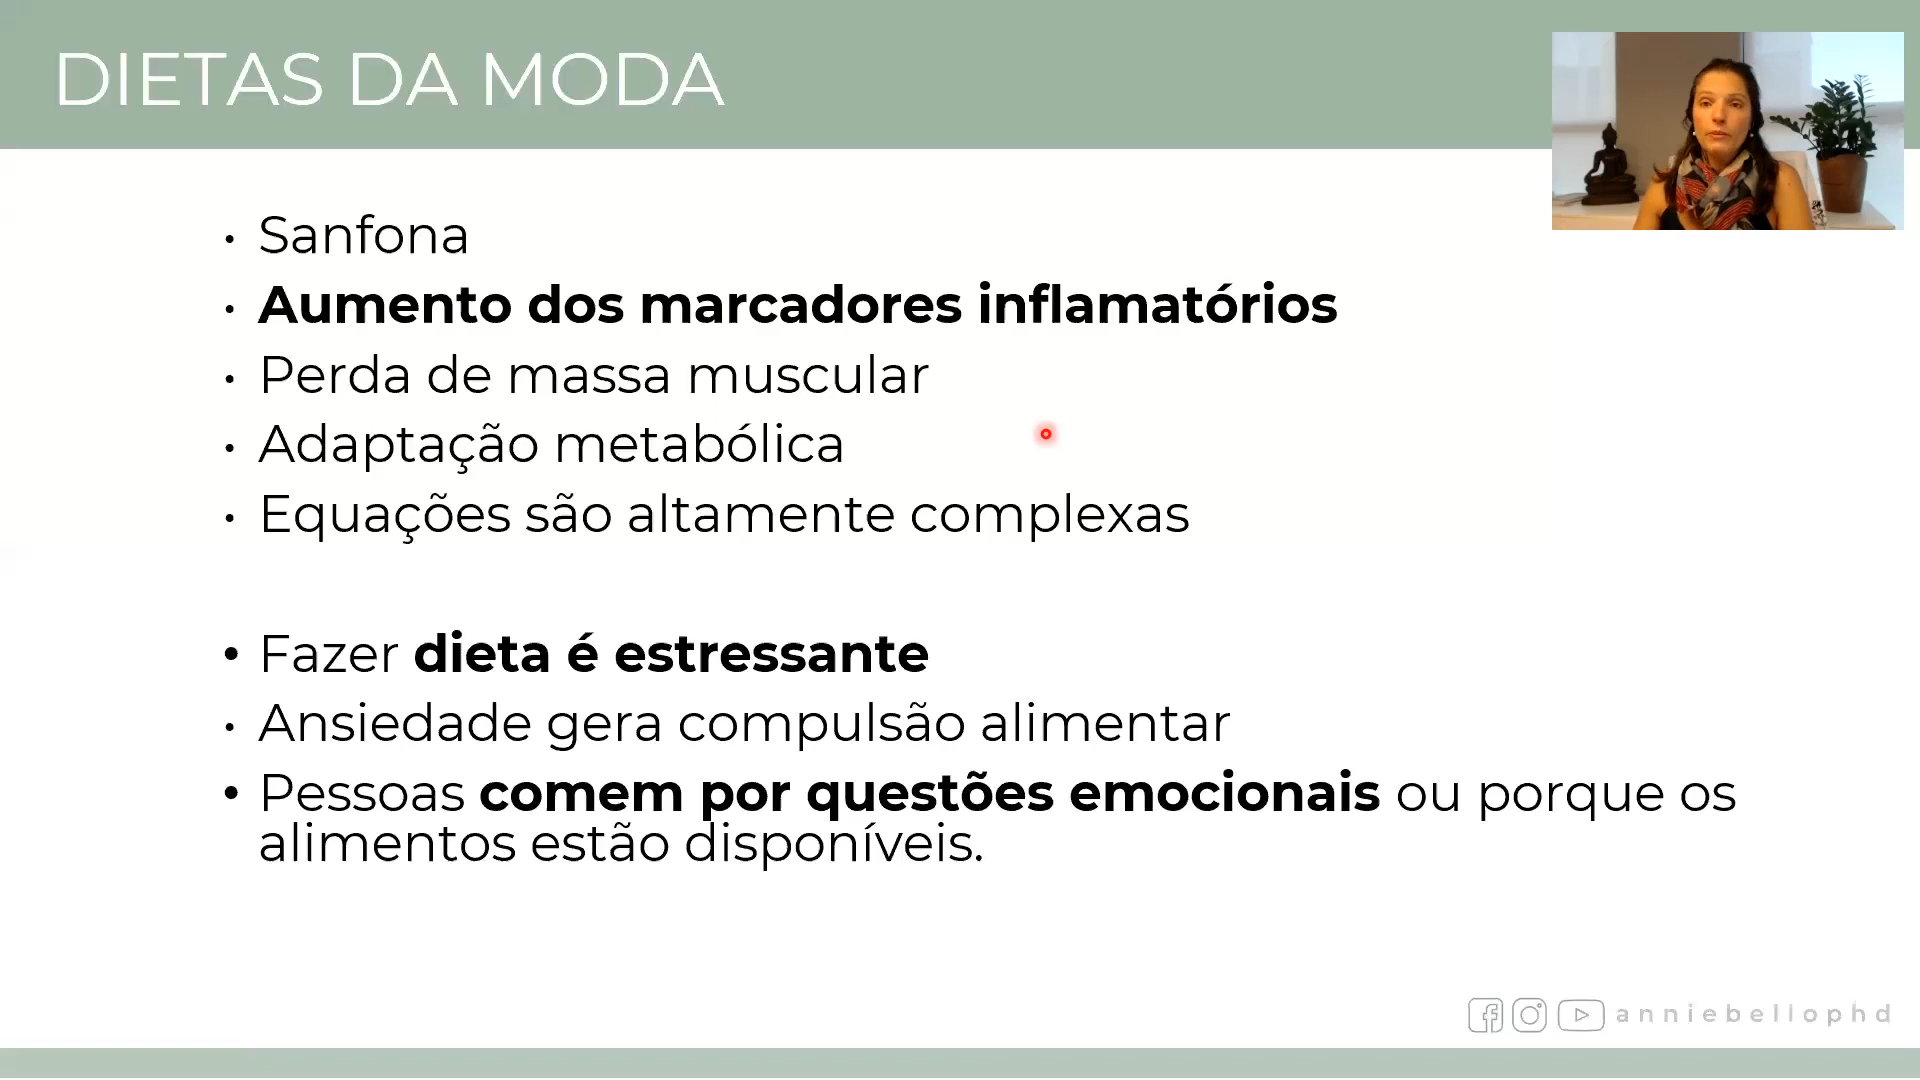 DIETAS DA MODA
• Sanfona
• Aumento dos marcadores inflamatórios
• Perda de massa muscular
• Adaptação metabólica
• Equações são altamente complexas
• Fazer dieta é estressante
• Ansiedade gera compulsão alimentar
• Pessoas comem por questões emocionais ou porque os
alimentos estão disponíveis.
anniebellophd